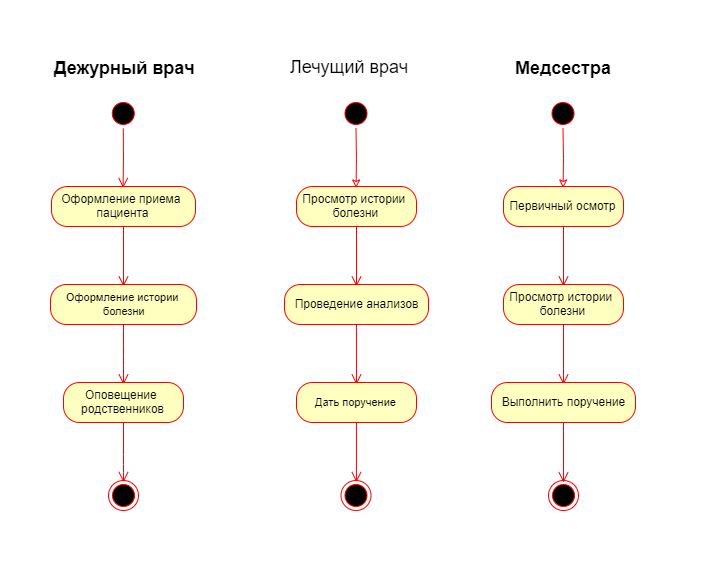 Дежурный врач
Лечущий врач
Медсестра
Оформление приема
пациента
Просмотр истории
болезни
Первичный осмотр
Оформление истории
болезни
Проведение анализов
Просмотр истории
болезни
Оповещение
родственников
Дать поручение
Выполнить поручение